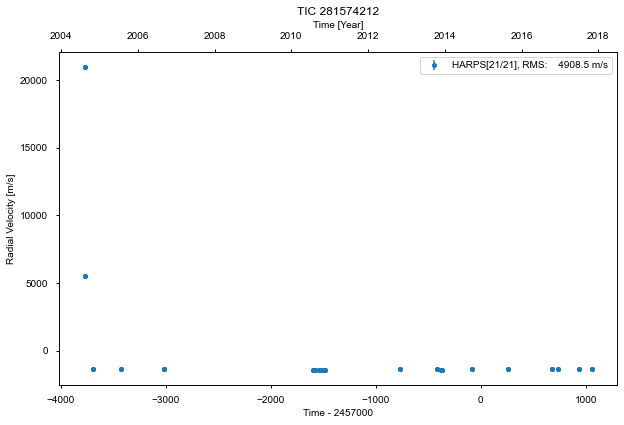 TIC 281574212
Time [Year]
2004 2006 2008 2010 2012 2014 2016 2018
HARPS[21/21], RMS: 4908.5 m/s
20000
15000
10000
5000
0
Radial Velocity [m/s]
−4000 −3000 −2000 −1000 0 1000
Time - 2457000